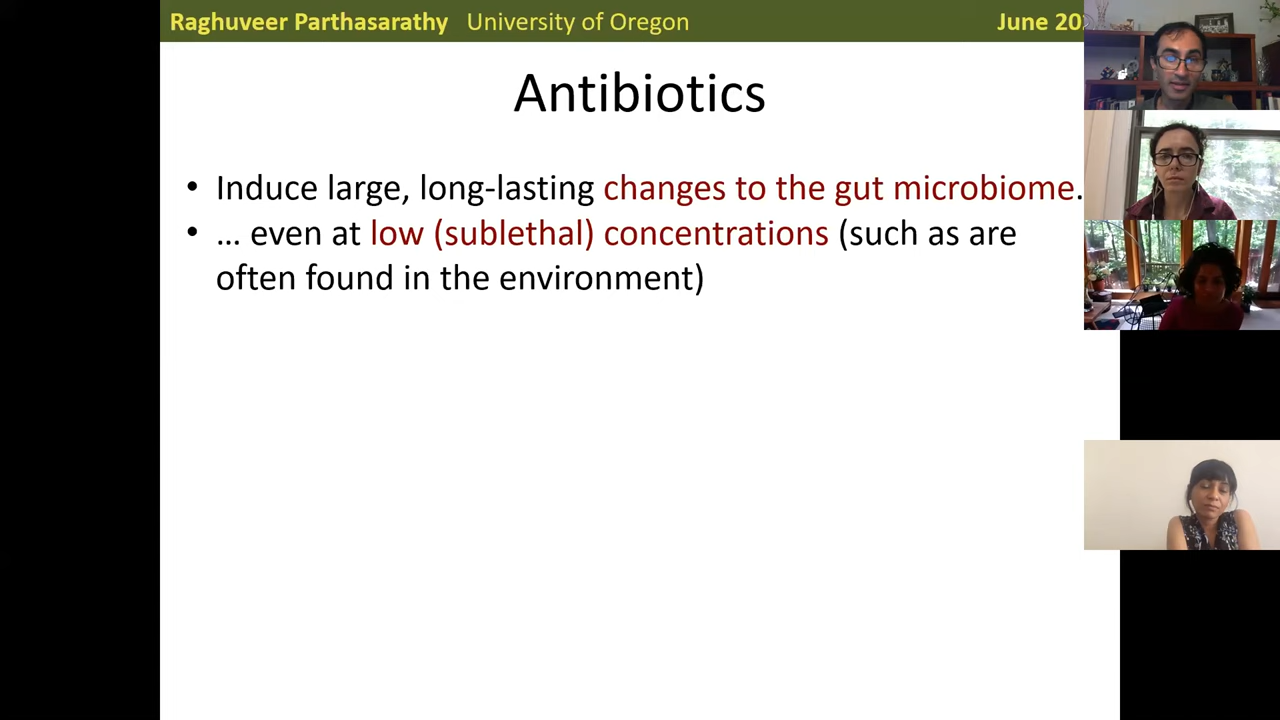 Raghuveer Parthasarathy University of Oregon June
Antibiotics
• Induce large, long-lasting changes to the gut microbiome.
• … even at low (sublethal) concentrations (such as are
often found in the environment)